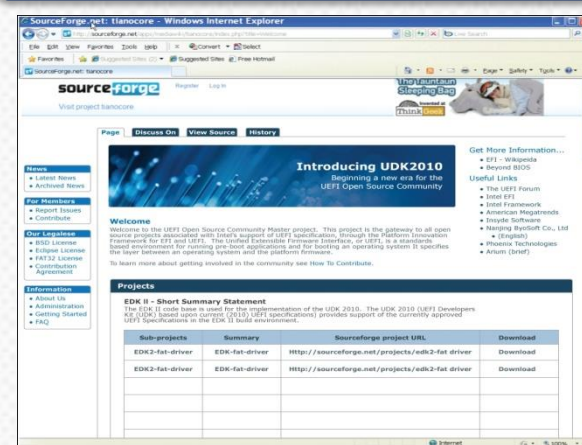 SourceForge.net: tianocore - Windows Internet Explorer
File Edit View Favorites Tools Help
Convert Select
Favorites
Suggested Sites
Free Hotmail
SourceForge.net: tianocore
Page Safety Tools
sourceforge
Register Log in
Visit project tianocore
The Tauntaun
Sleeping Bag
invented at
ThinkGeek
Page Discuss On View Source History
News
Latest News
Archived News
For Members
Report Issues
Contribute
Our Legalese
BSD License
Eclipse License
FAT32 License
Contribution
Agreement
Information
About Us
Administration
Getting Started
FAQ
Introducing UDK2010
Beginning a new era for the
UEFI Open Source Community
Welcome
Welcome to the UEFI Open Source Community Master project. This project is the gateway to all open
source projects associated with Intel's support of UEFI specification, through the Platform Innovation
Framework for EFI and UEFI. The Unified Extensible Firmware Interface, or UEFI, is a standards
based environment for running pre-boot applications and for booting an operating system It specifies
the layer between an operating system and the platform firmware.
To learn more about getting involved in the community see How To Contribute.
Get More Information...
EFI - Wikipedia
Beyond BIOS
Useful Links
The UEFI Forum
Intel EFI
Intel Framework
American Megatrends
Insyde Software
Nanjing ByoSoft Co., Ltd
(English)
Phoenix Technologies
Arium (brief)
Projects
EDK II - Short Summary Statement
The EDK II code base is used for the implementation of the UDK 2010. The UDK 2010 (UEFI Developers
Kit (UDK) based upon current (2010) UEFI specifications) provides support of the currently approved
UEFI Specifications in the EDK II build environment.
Sub-projects Summary Sourceforge project URL Download
EDK2-fat-driver EDK-fat-driver Http://sourceforge.net/projects/edk2-fat driver Download
EDK2-fat-driver EDK-fat-driver Http://sourceforge.net/projects/edk2-fat driver Download
Internet